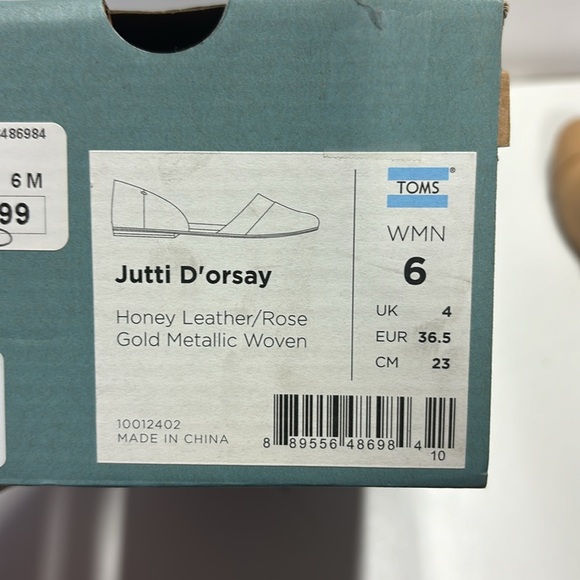 486984
6 M
99
TOMS®
WMN
6
UK 4
EUR 36.5
CM 23
Jutti D'orsay
Honey Leather/Rose
Gold Metallic Woven
10012402
MADE IN CHINA
8 89556 48698 4
10